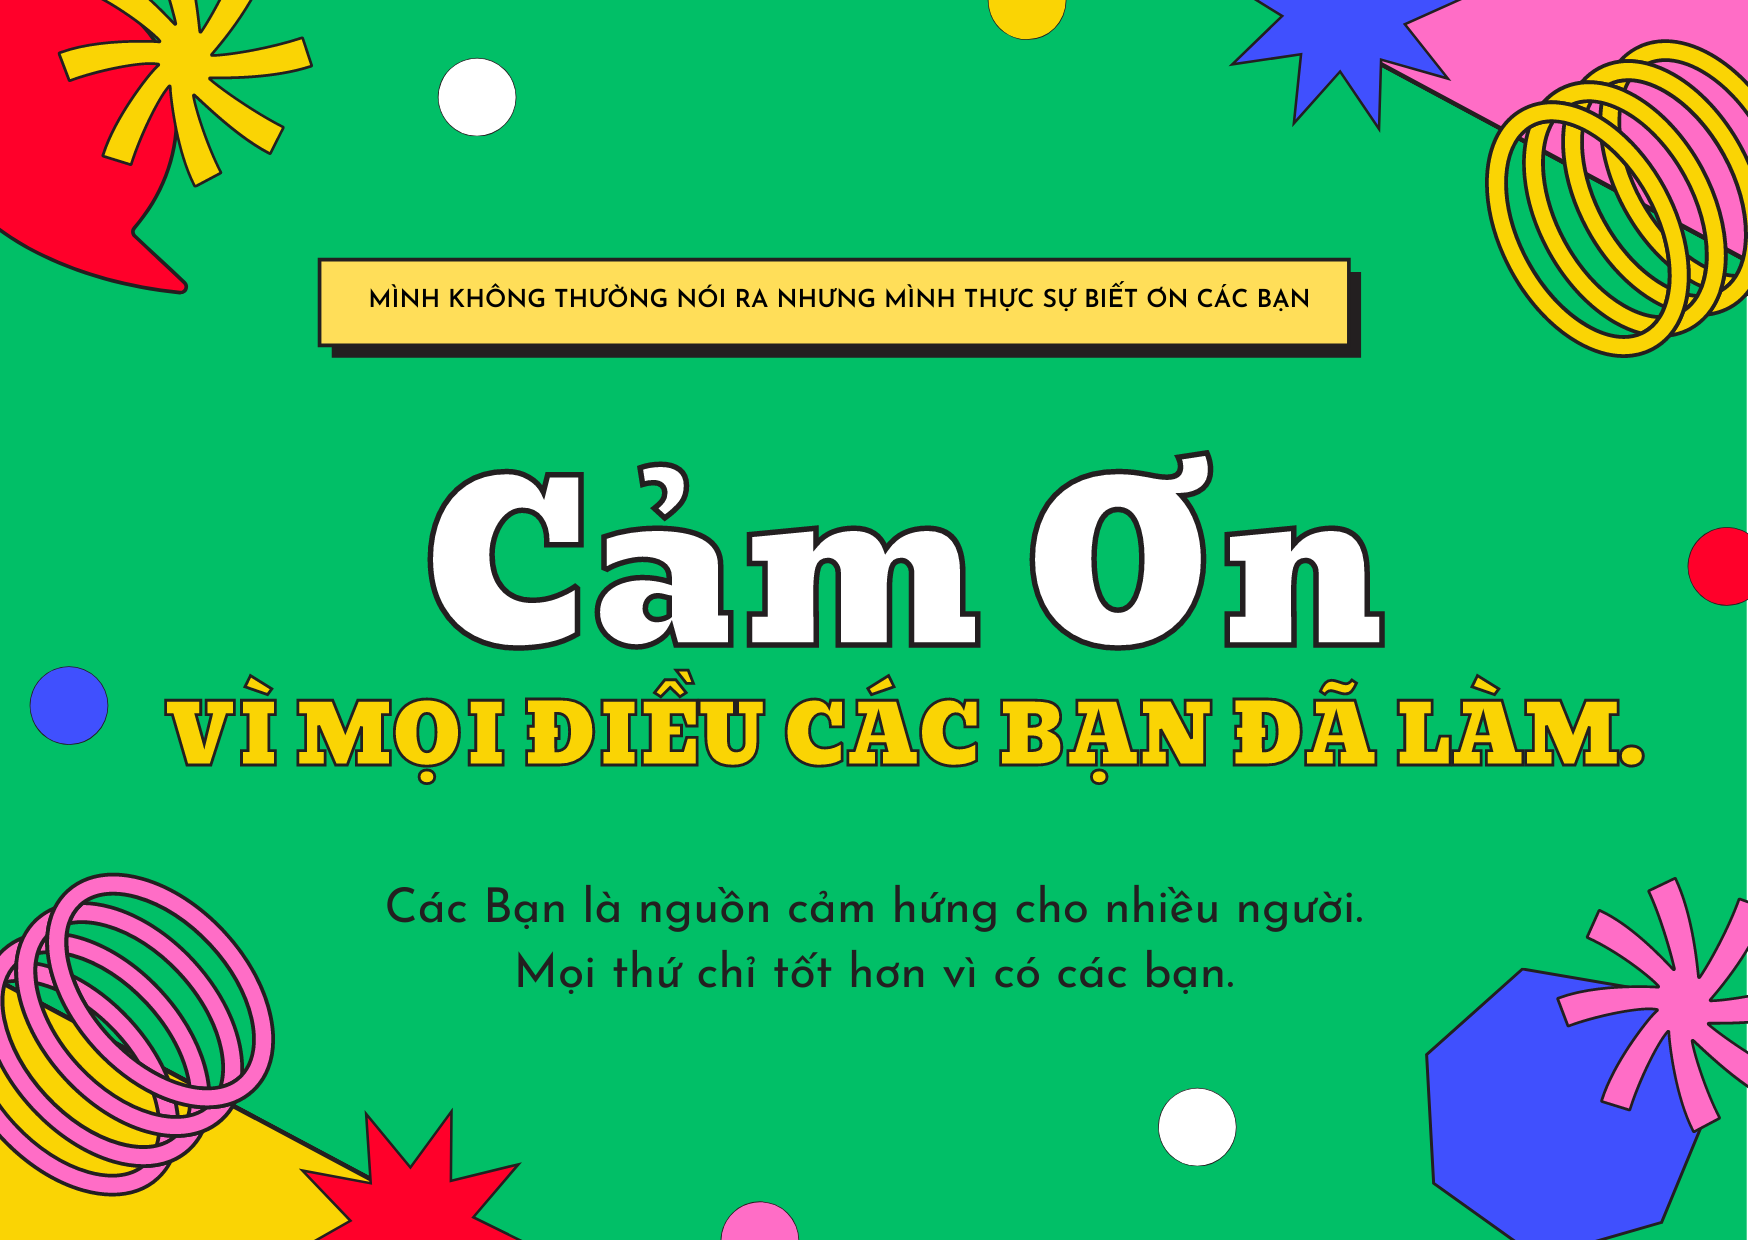 MÌNH KHÔNG THƯỜNG NÓI RA NHƯNG MÌNH THỰC SỰ BIẾT ƠN CÁC BẠN
Cảm Ơn
VÌ MỌI ĐIỀU CÁC BẠN ĐÃ LÀM.
Các Bạn là nguồn cảm hứng cho nhiều người.
Mọi thứ chỉ tốt hơn vì có các bạn.